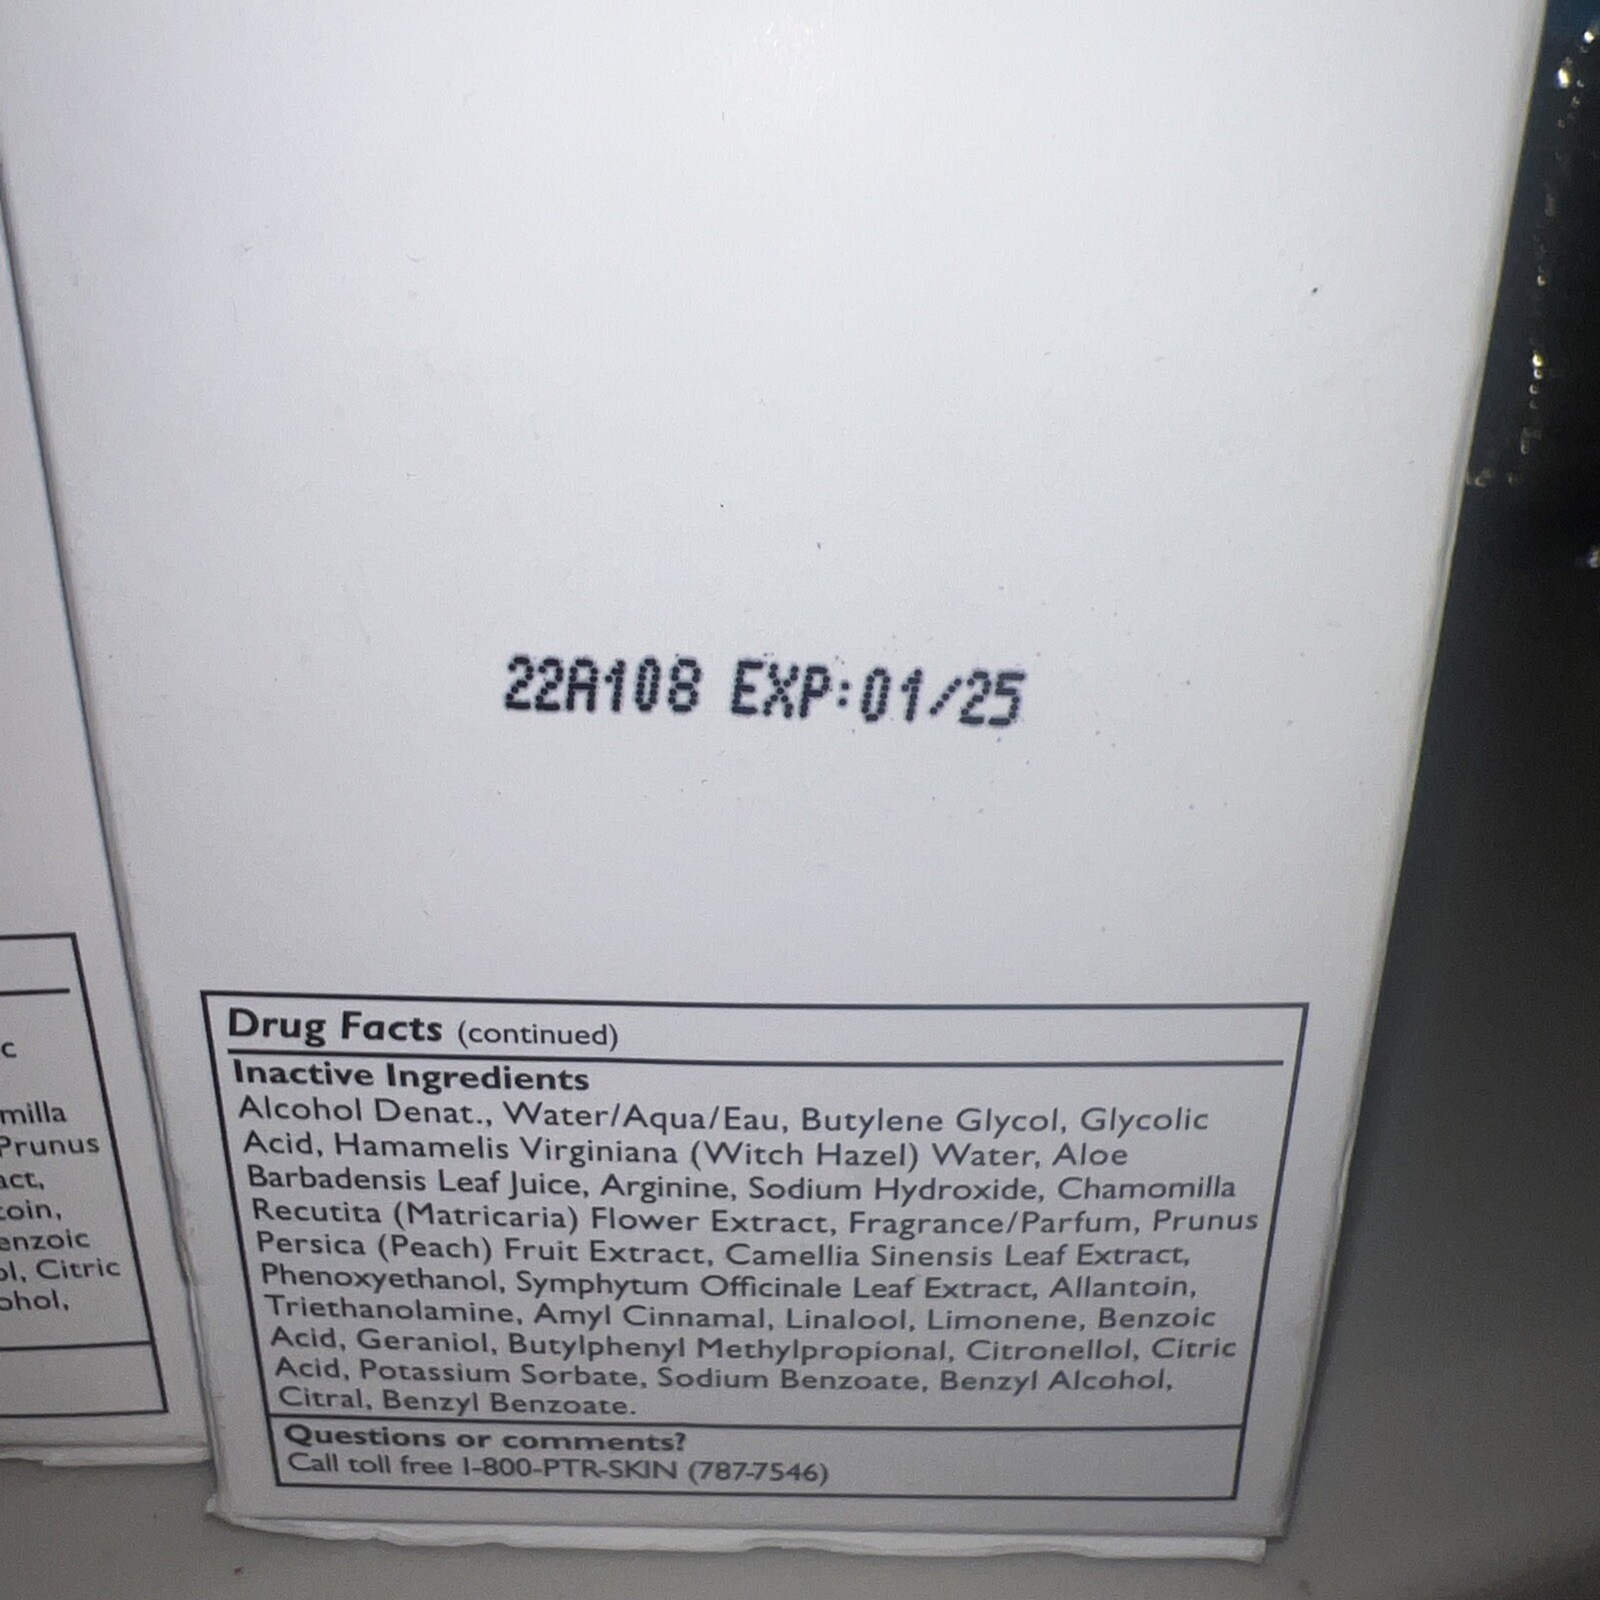 22A108 EXP:01/25
Drug Facts (continued)
Inactive Ingredients
Alcohol Denat., Water/Aqua/Eau, Butylene Glycol, Glycolic
Acid, Hamamelis Virginiana (Witch Hazel) Water, Aloe
Barbadensis Leaf Juice, Arginine, Sodium Hydroxide, Chamomilla
Recutita (Matricaria) Flower Extract, Fragrance/Parfum, Prunus
Persica (Peach) Fruit Extract, Camellia Sinensis Leaf Extract,
Phenoxyethanol, Symphytum Officinale Leaf Extract, Allantoin,
Triethanolamine, Amyl Cinnamal, Linalool, Limonene, Benzoic
Acid, Geraniol, Butylphenyl Methylpropional, Citronellol, Citric
Acid, Potassium Sorbate, Sodium Benzoate, Benzyl Alcohol,
Citral, Benzyl Benzoate.
Questions or comments?
Call toll free 1-800-PTR-SKIN (787-7546)
c
milla
Prunus
act,
toin,
enzoic
ol, Citric
ohol,